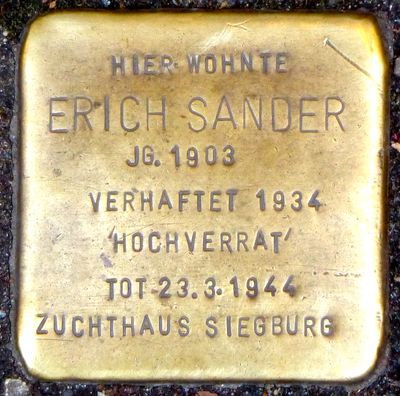 HIER WOHNTE
ERICH SANDER
JG. 1903
VERHAFTET 1934
'HOCHVERRAT'
TOT 23.3.1944
ZUCHTHAUS SIEGBURG